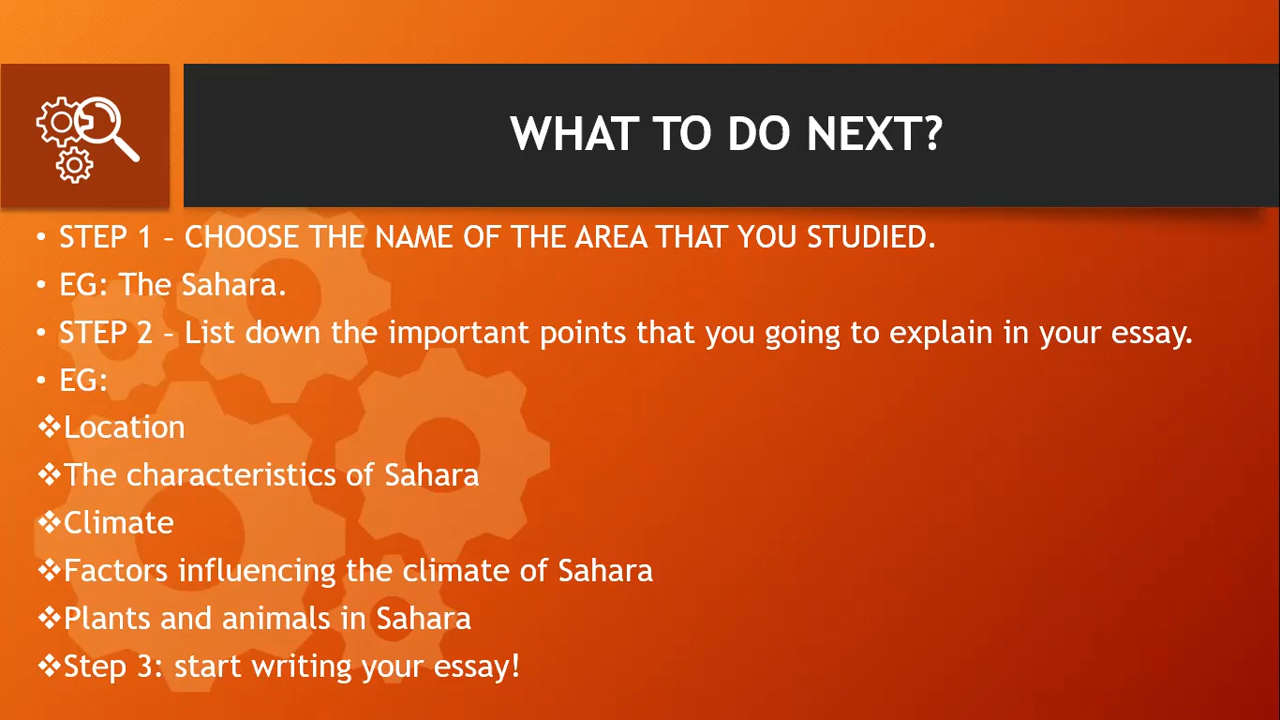 WHAT TO DO NEXT?
• STEP 1 – CHOOSE THE NAME OF THE AREA THAT YOU STUDIED.
• EG: The Sahara.
• STEP 2 – List down the important points that you going to explain in your essay.
• EG:
❖Location
❖The characteristics of Sahara
❖Climate
❖Factors influencing the climate of Sahara
❖Plants and animals in Sahara
❖Step 3: start writing your essay!